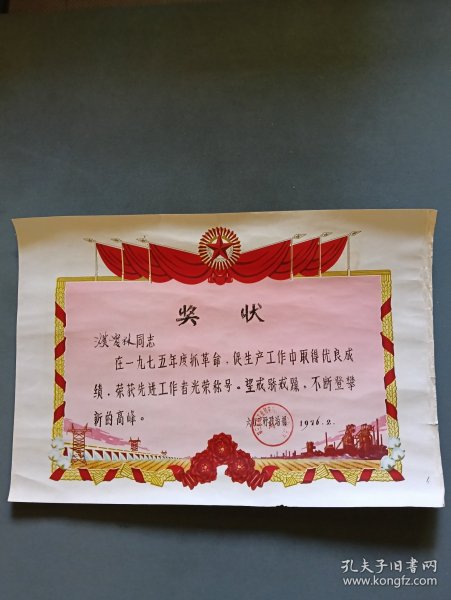 奖状
同志
在一九七五年度抓革命，促生产工作中取得优良成
绩，荣获先进工作者光荣称号。望戒骄戒躁，不断登攀
新的高峰。
1976.2.
孔夫子旧书网
www.kongfz.com